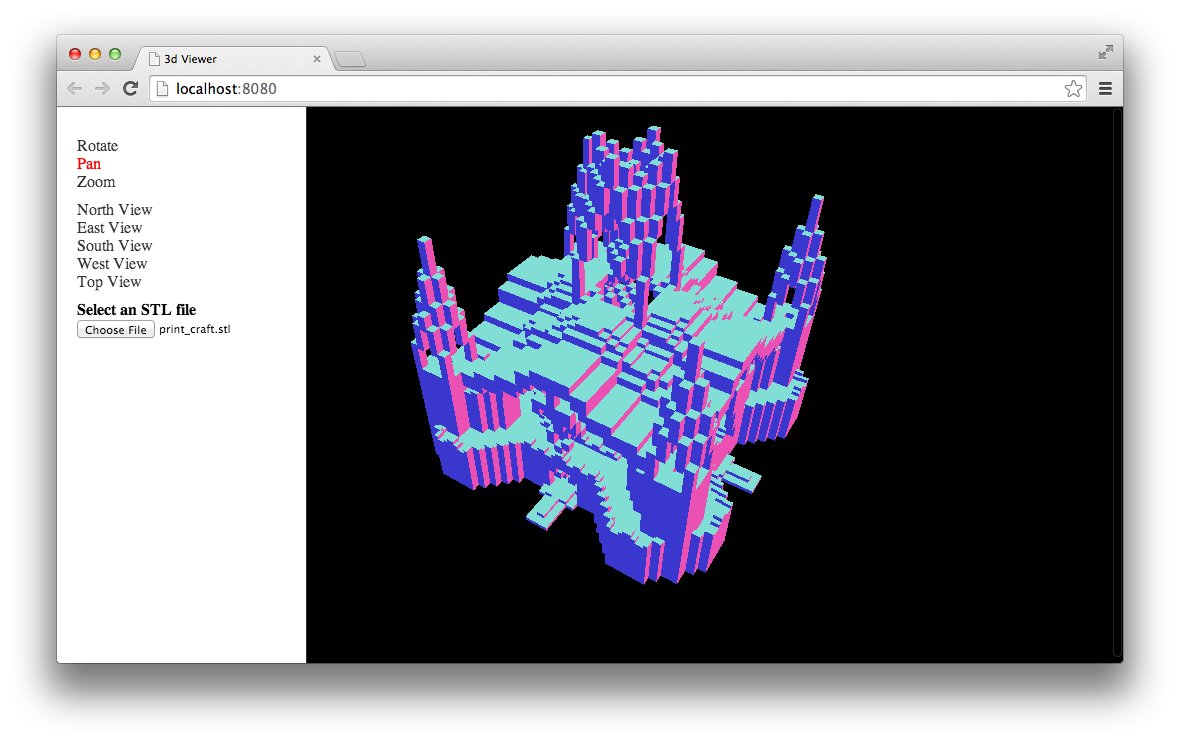 3d Viewer
localhost:8080
Rotate
Pan
Zoom
North View
East View
South View
West View
Top View
Select an STL file
Choose File print_craft.stl